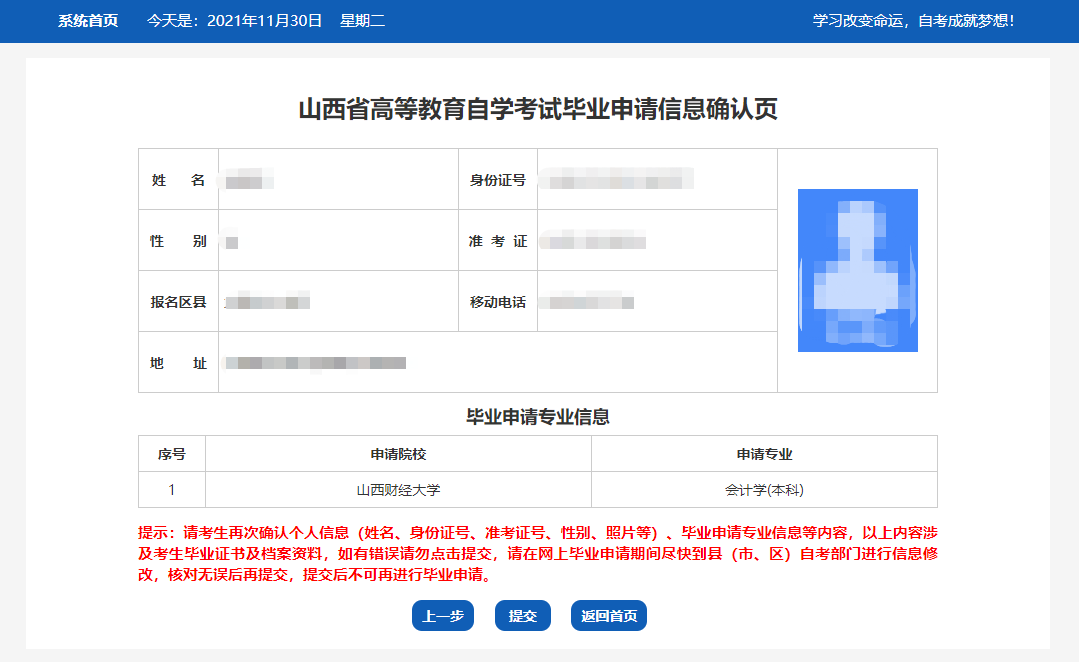 系统首页 今天是：2021年11月30日 星期二 学习改变命运，自考成就梦想！
山西省高等教育自学考试毕业申请信息确认页
姓 名 身份证号
性 别 准 考 证
报名区县 移动电话
地 址
毕业申请专业信息
序号 申请院校 申请专业
1 山西财经大学 会计学(本科)
提示：请考生再次确认个人信息（姓名、身份证号、准考证号、性别、照片等）、毕业申请专业信息等内容，以上内容涉
及考生毕业证书及档案资料，如有错误请勿点击提交，请在网上毕业申请期间尽快到县（市、区）自考部门进行信息修
改，核对无误后再提交，提交后不可再进行毕业申请。
上一步 提交 返回首页